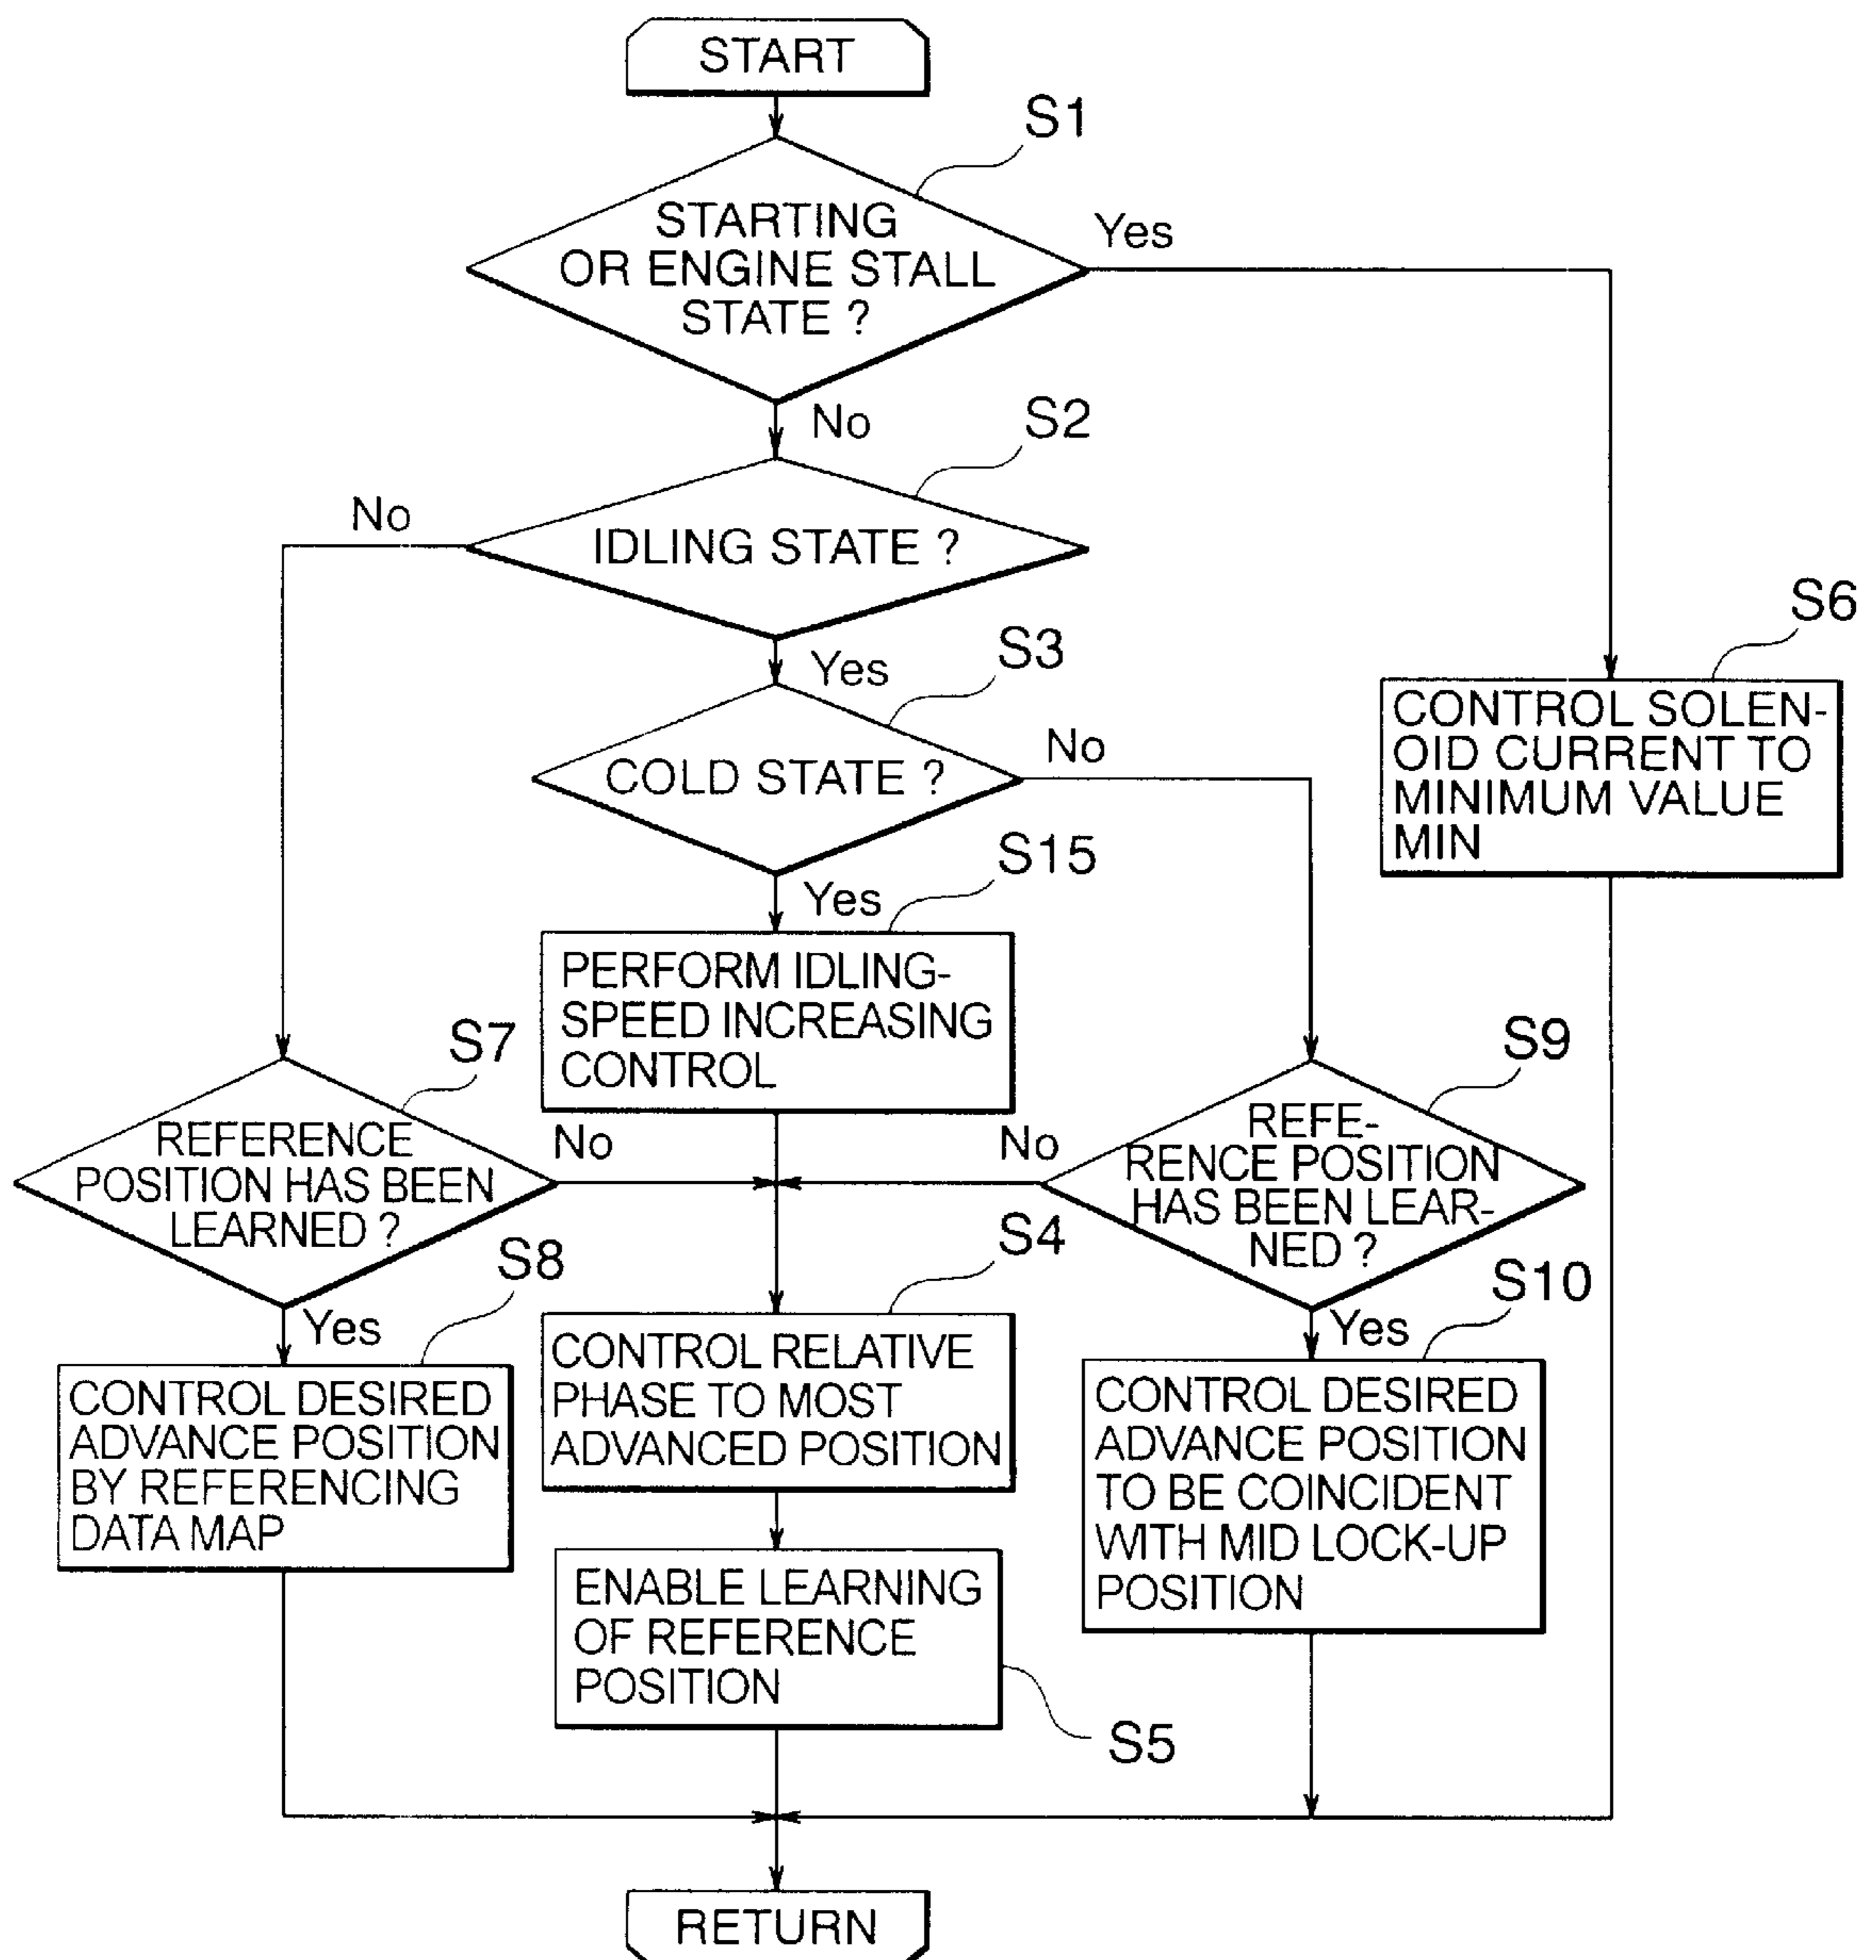 START
S1
STARTING
OR ENGINE STALL
STATE ?
Yes
No
S2
No
IDLING STATE ?
S6
Yes
S3
CONTROL SOLEN-
OID CURRENT TO
MINIMUM VALUE
MIN
No
COLD STATE ?
S15
Yes
PERFORM IDLING-
SPEED INCREASING
CONTROL
S7
S9
REFERENCE
POSITION HAS BEEN
LEARNED ?
No
No
REFE-
RENCE POSITION
HAS BEEN LEAR-
NED ?
S8
S4
S10
Yes
Yes
CONTROL DESIRED
ADVANCE POSITION
BY REFERENCING
DATA MAP
CONTROL RELATIVE
PHASE TO MOST
ADVANCED POSITION
CONTROL DESIRED
ADVANCE POSITION
TO BE COINCIDENT
WITH MID LOCK-UP
POSITION
ENABLE LEARNING
OF REFERENCE
POSITION
S5
RETURN